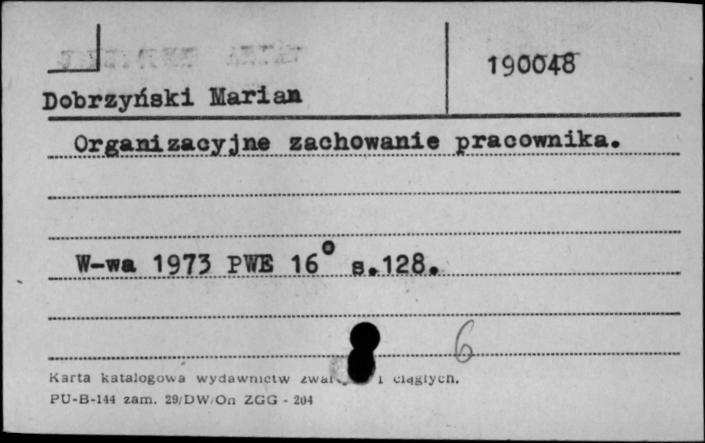 190048
Dobrzyński Marian
Organizacyjne zachowanie pracownika.
W-wa 1973 PWE 16° s.128.
6
Karta katalogowa wydawnictw i ciągłych.
PU-B-144 zam. 29/DW/On ZGG - 204